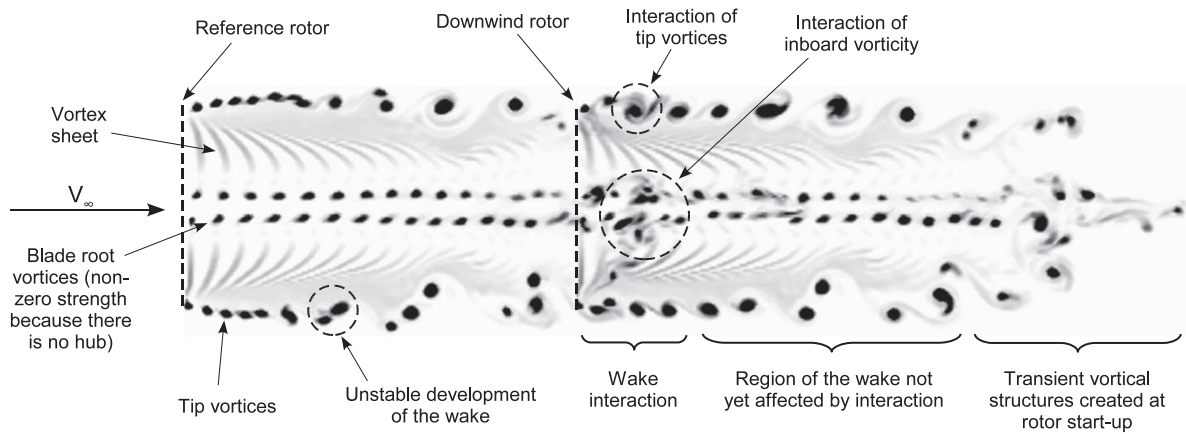 Reference rotor
Downwind rotor
Interaction of
tip vortices
Interaction of
inboard vorticity
Vortex
sheet
V∞
Blade root
vortices (non-
zero strength
because there
is no hub)
Tip vortices
Unstable development
of the wake
Wake
interaction
Region of the wake not
yet affected by interaction
Transient vortical
structures created at
rotor start-up